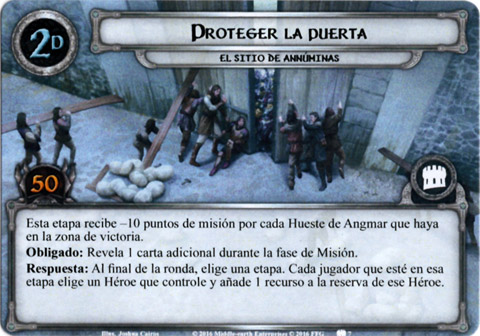 2D
PROTEGER LA PUERTA
EL SITIO DE ANNÚMINAS
50
Esta etapa recibe –10 puntos de misión por cada Hueste de Angmar que haya
en la zona de victoria.
Obligado: Revela 1 carta adicional durante la fase de Misión.
Respuesta: Al final de la ronda, elige una etapa. Cada jugador que esté en esa
etapa elige un Héroe que controle y añade 1 recurso a la reserva de ese Héroe.
Illus. Joshua Cairos © 2016 Middle-earth Enterprises © 2016 FFG 7